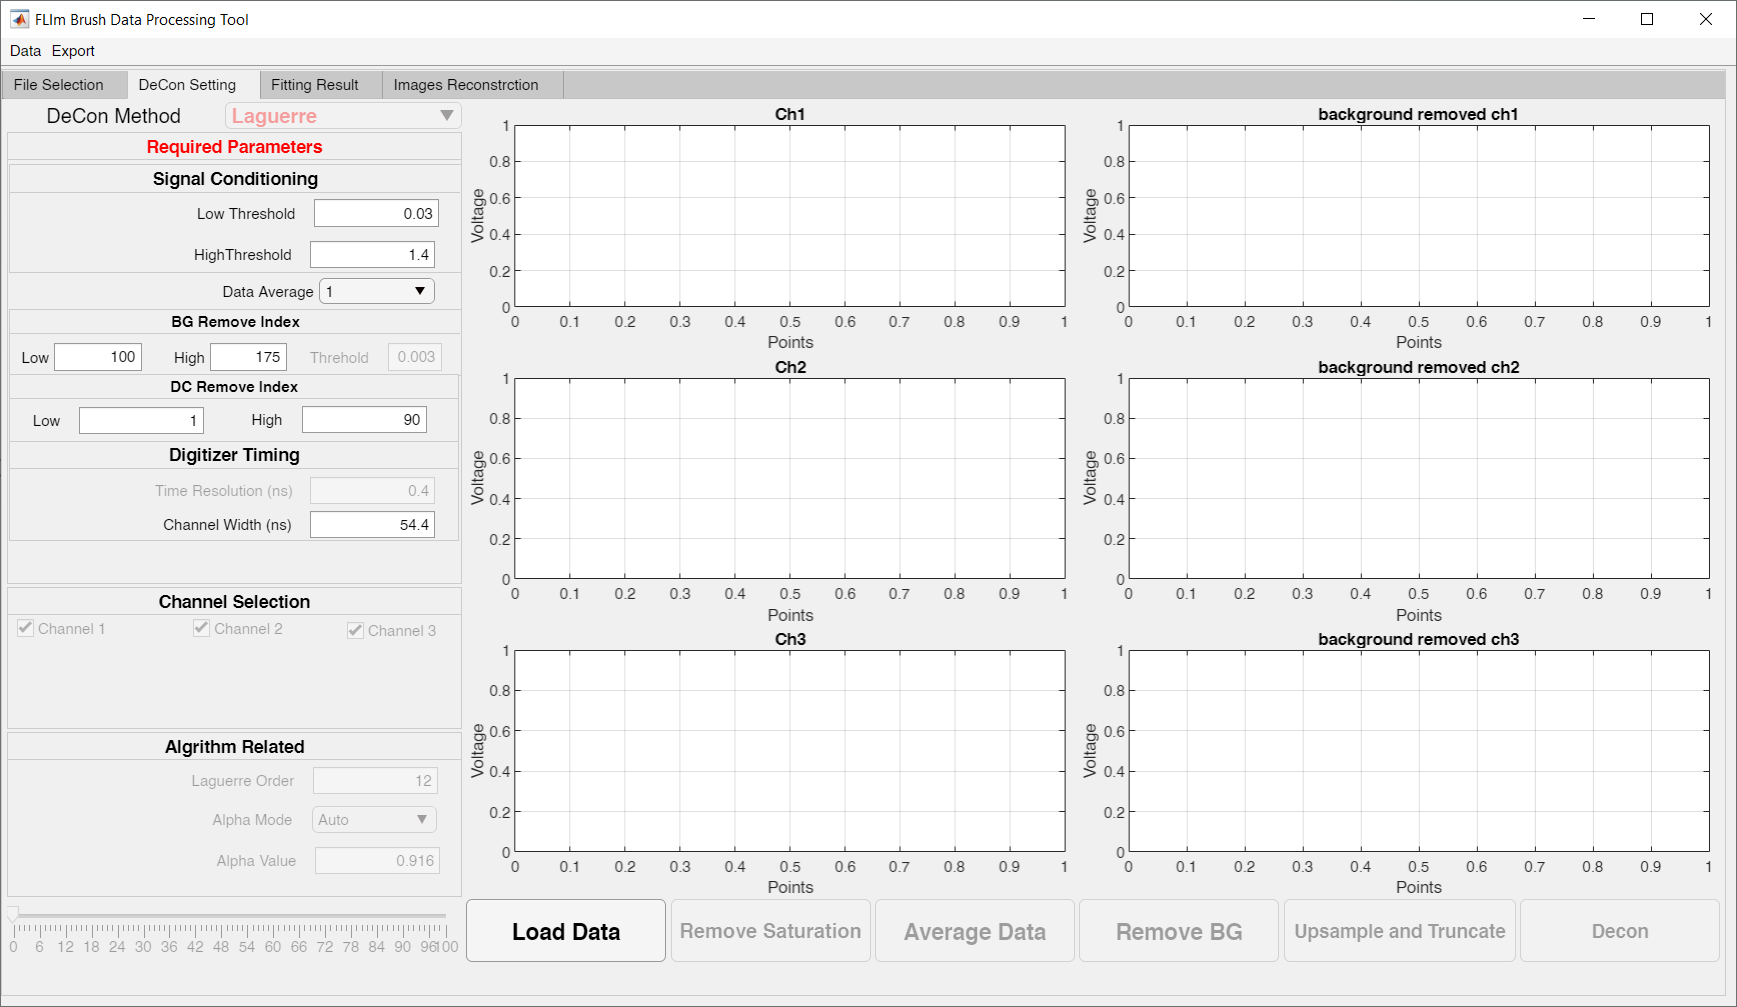 FLIm Brush Data Processing Tool
Data Export
File Selection DeCon Setting Fitting Result Images Reconstrction
DeCon Method Laguerre
Required Parameters
Signal Conditioning
Low Threshold 0.03
HighThreshold 1.4
Data Average 1
BG Remove Index
Low 100 High 175 Threhold 0.003
DC Remove Index
Low 1 High 90
Digitizer Timing
Time Resolution (ns) 0.4
Channel Width (ns) 54.4
Channel Selection
Channel 1 Channel 2 Channel 3
Algrithm Related
Laguerre Order 12
Alpha Mode Auto
Alpha Value 0.916
0 6 12 18 24 30 36 42 48 54 60 66 72 78 84 90 96100
Ch1
Voltage
1
0.8
0.6
0.4
0.2
0
0 0.1 0.2 0.3 0.4 0.5 0.6 0.7 0.8 0.9 1
Points
background removed ch1
Voltage
1
0.8
0.6
0.4
0.2
0
0 0.1 0.2 0.3 0.4 0.5 0.6 0.7 0.8 0.9 1
Points
Ch2
Voltage
1
0.8
0.6
0.4
0.2
0
0 0.1 0.2 0.3 0.4 0.5 0.6 0.7 0.8 0.9 1
Points
background removed ch2
Voltage
1
0.8
0.6
0.4
0.2
0
0 0.1 0.2 0.3 0.4 0.5 0.6 0.7 0.8 0.9 1
Points
Ch3
Voltage
1
0.8
0.6
0.4
0.2
0
0 0.1 0.2 0.3 0.4 0.5 0.6 0.7 0.8 0.9 1
Points
background removed ch3
Voltage
1
0.8
0.6
0.4
0.2
0
0 0.1 0.2 0.3 0.4 0.5 0.6 0.7 0.8 0.9 1
Points
Load Data Remove Saturation Average Data Remove BG Upsample and Truncate Decon